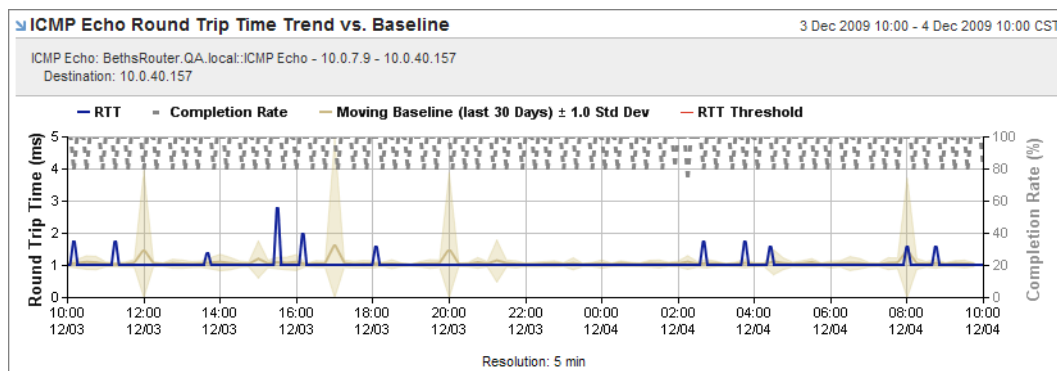 ICMP Echo Round Trip Time Trend vs. Baseline
3 Dec 2009 10:00 - 4 Dec 2009 10:00 CST
ICMP Echo: BethsRouter.QA.local::ICMP Echo - 10.0.7.9 - 10.0.40.157
Destination: 10.0.40.157
RTT Completion Rate Moving Baseline (last 30 Days) ± 1.0 Std Dev RTT Threshold
Round Trip Time (ms)
5
4
3
2
1
0
100
80
60
40
20
0
Completion Rate (%)
10:00 12:00 14:00 16:00 18:00 20:00 22:00 00:00 02:00 04:00 06:00 08:00 10:00
12/03 12/03 12/03 12/03 12/03 12/03 12/03 12/04 12/04 12/04 12/04 12/04 12/04
Resolution: 5 min